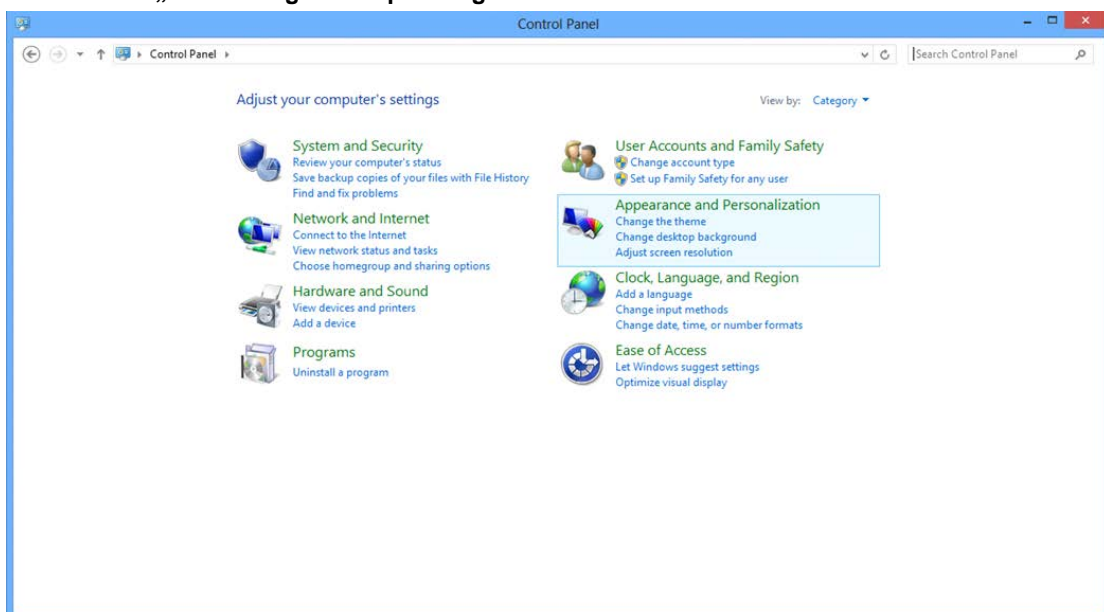 Control Panel
Control Panel
Search Control Panel
Adjust your computer's settings
View by: Category
System and Security
Review your computer's status
Save backup copies of your files with File History
Find and fix problems
Network and Internet
Connect to the Internet
View network status and tasks
Choose homegroup and sharing options
Hardware and Sound
View devices and printers
Add a device
Programs
Uninstall a program
User Accounts and Family Safety
Change account type
Set up Family Safety for any user
Appearance and Personalization
Change the theme
Change desktop background
Adjust screen resolution
Clock, Language, and Region
Add a language
Change input methods
Change date, time, or number formats
Ease of Access
Let Windows suggest settings
Optimize visual display